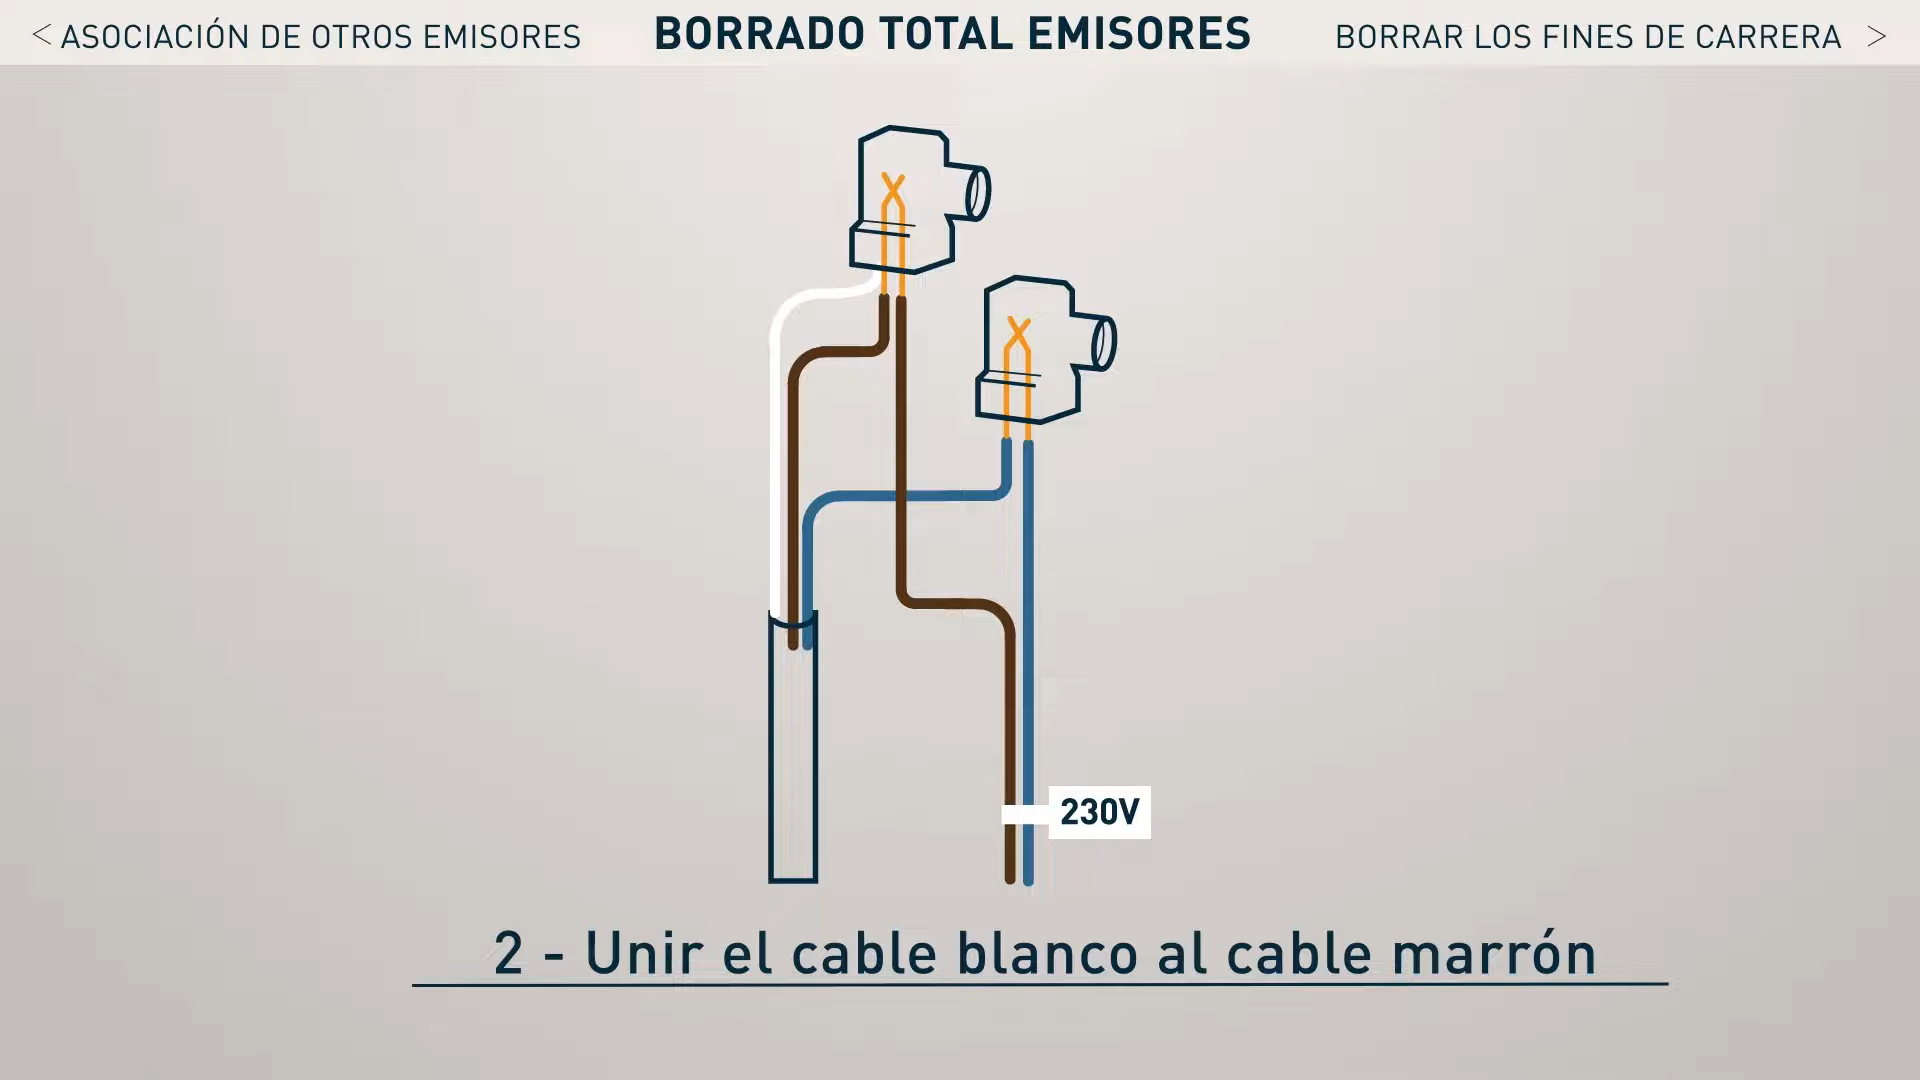 < ASOCIACIÓN DE OTROS EMISORES
BORRADO TOTAL EMISORES
BORRAR LOS FINES DE CARRERA >
230V
2 - Unir el cable blanco al cable marrón